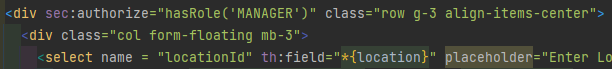 <div sec:authorize="hasRole('MANAGER')" class="row g-3 align-items-center">
<div class="col form-floating mb-3">
<select name = "locationId" th:field="*{location}" placeholder="Enter Lo